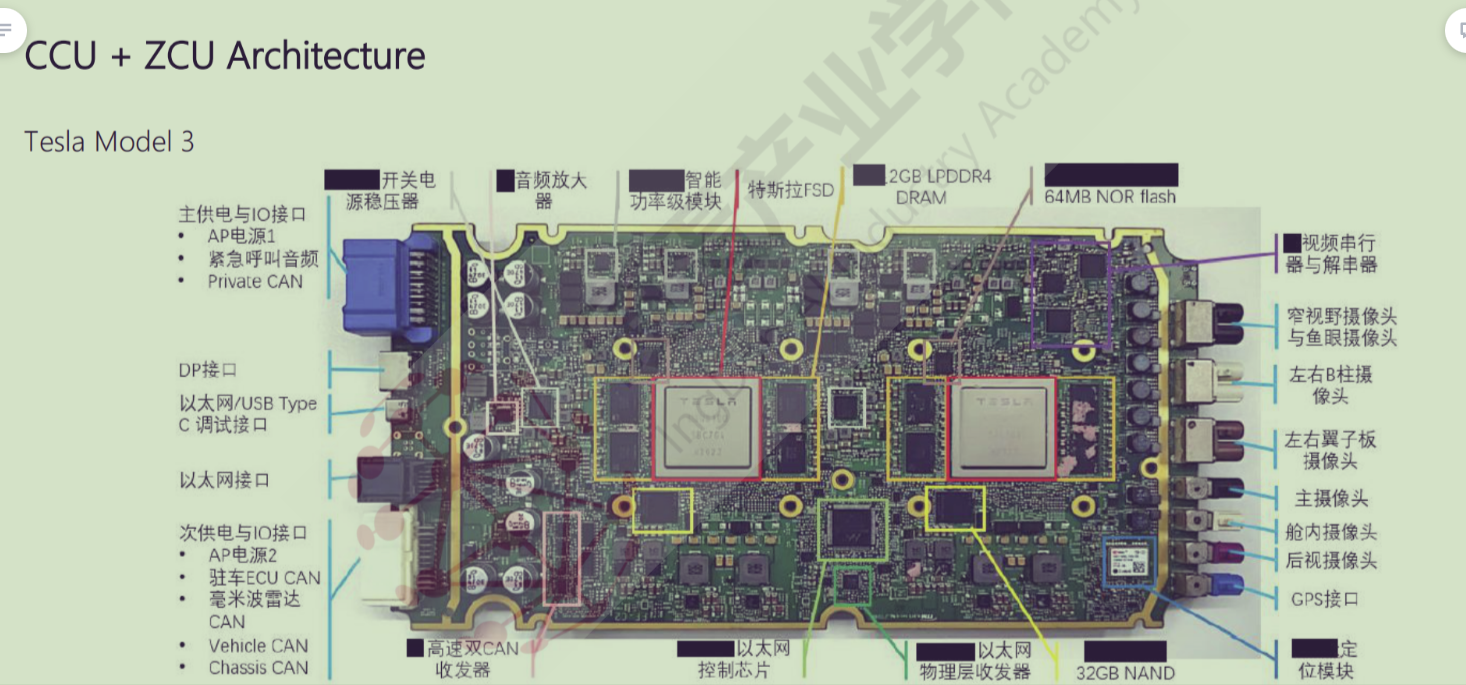 CCU + ZCU Architecture
Tesla Model 3
开关电
源稳压器
音频放大
器
智能
功率级模块
特斯拉FSD
2GB LPDDR4
DRAM
64MB NOR flash
主供电与IO接口
• AP电源1
• 紧急呼叫音频
• Private CAN
DP接口
以太网/USB Type
C 调试接口
以太网接口
次供电与IO接口
• AP电源2
• 驻车ECU CAN
• 毫米波雷达
CAN
• Vehicle CAN
• Chassis CAN
视频串行
器与解串器
窄视野摄像头
与鱼眼摄像头
左右B柱摄
像头
左右翼子板
摄像头
主摄像头
舱内摄像头
后视摄像头
GPS接口
TESLA
TESLA
高速双CAN
收发器
以太网
控制芯片
以太网
物理层收发器
32GB NAND
定
位模块
产业学
Industry Academy